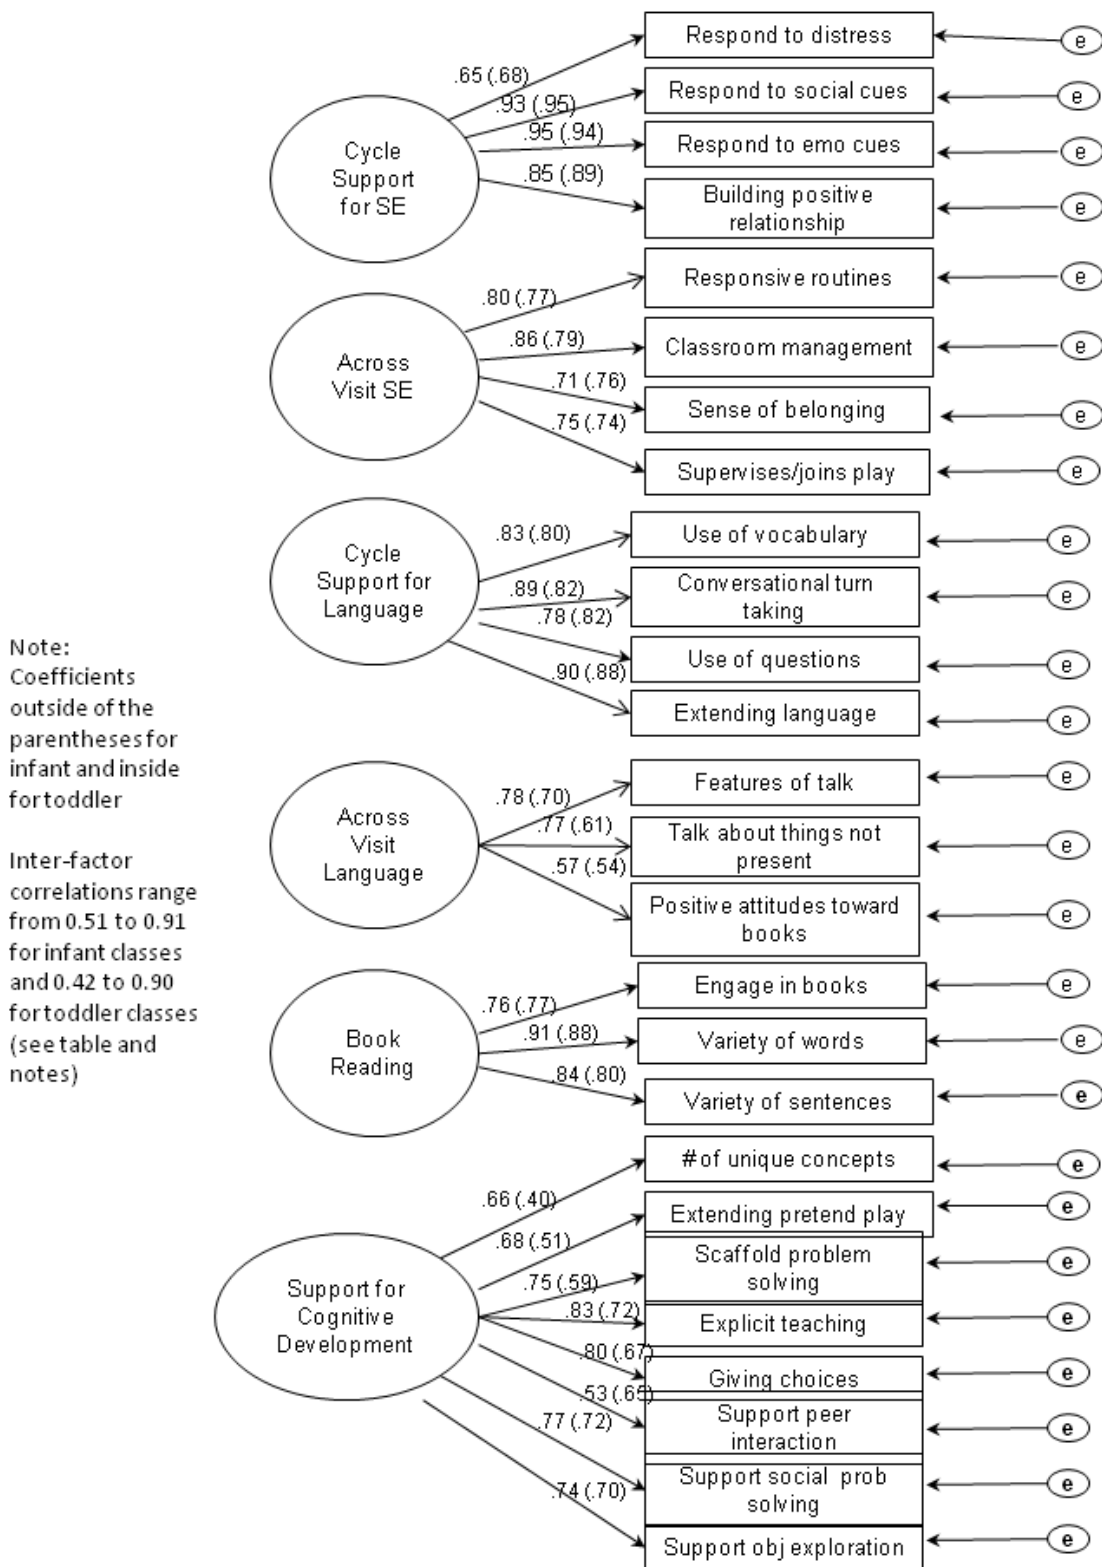 Respond to distress
e
.65 (.68)
.93 (.95)
Respond to social cues
e
.95 (.94)
Respond to emo cues
e
Cycle
Support
for SE
.85 (.89)
Building positive
relationship
e
Responsive routines
e
.80 (.77)
.86 (.79)
Classroom management
e
Across
Visit SE
.71 (.76)
Sense of belonging
e
.75 (.74)
Supervises/joins play
e
.83 (.80)
Use of vocabulary
e
Cycle
Support for
Language
.89 (.82)
Conversational turn
taking
e
.78 (.82)
Use of questions
e
.90 (.88)
Extending language
e
Note:
Coefficients
outside of the
parentheses for
infant and inside
for toddler
Inter-factor
correlations range
from 0.51 to 0.91
for infant classes
and 0.42 to 0.90
for toddler classes
(see table and
notes)
.78 (.70)
Features of talk
e
Across
Visit
Language
.77 (.61)
Talk about things not
present
e
.57 (.54)
Positive attitudes toward
books
e
.76 (.77)
Engage in books
e
Book
Reading
.91 (.88)
Variety of words
e
.84 (.80)
Variety of sentences
e
# of unique concepts
e
.66 (.40)
Extending pretend play
e
.68 (.51)
Scaffold problem
solving
e
.75 (.59)
Support for
Cognitive
Development
.83 (.72)
Explicit teaching
e
.80 (.67)
Giving choices
e
.53 (.65)
Support peer
interaction
e
.77 (.72)
Support social prob
solving
e
.74 (.70)
Support obj exploration
e